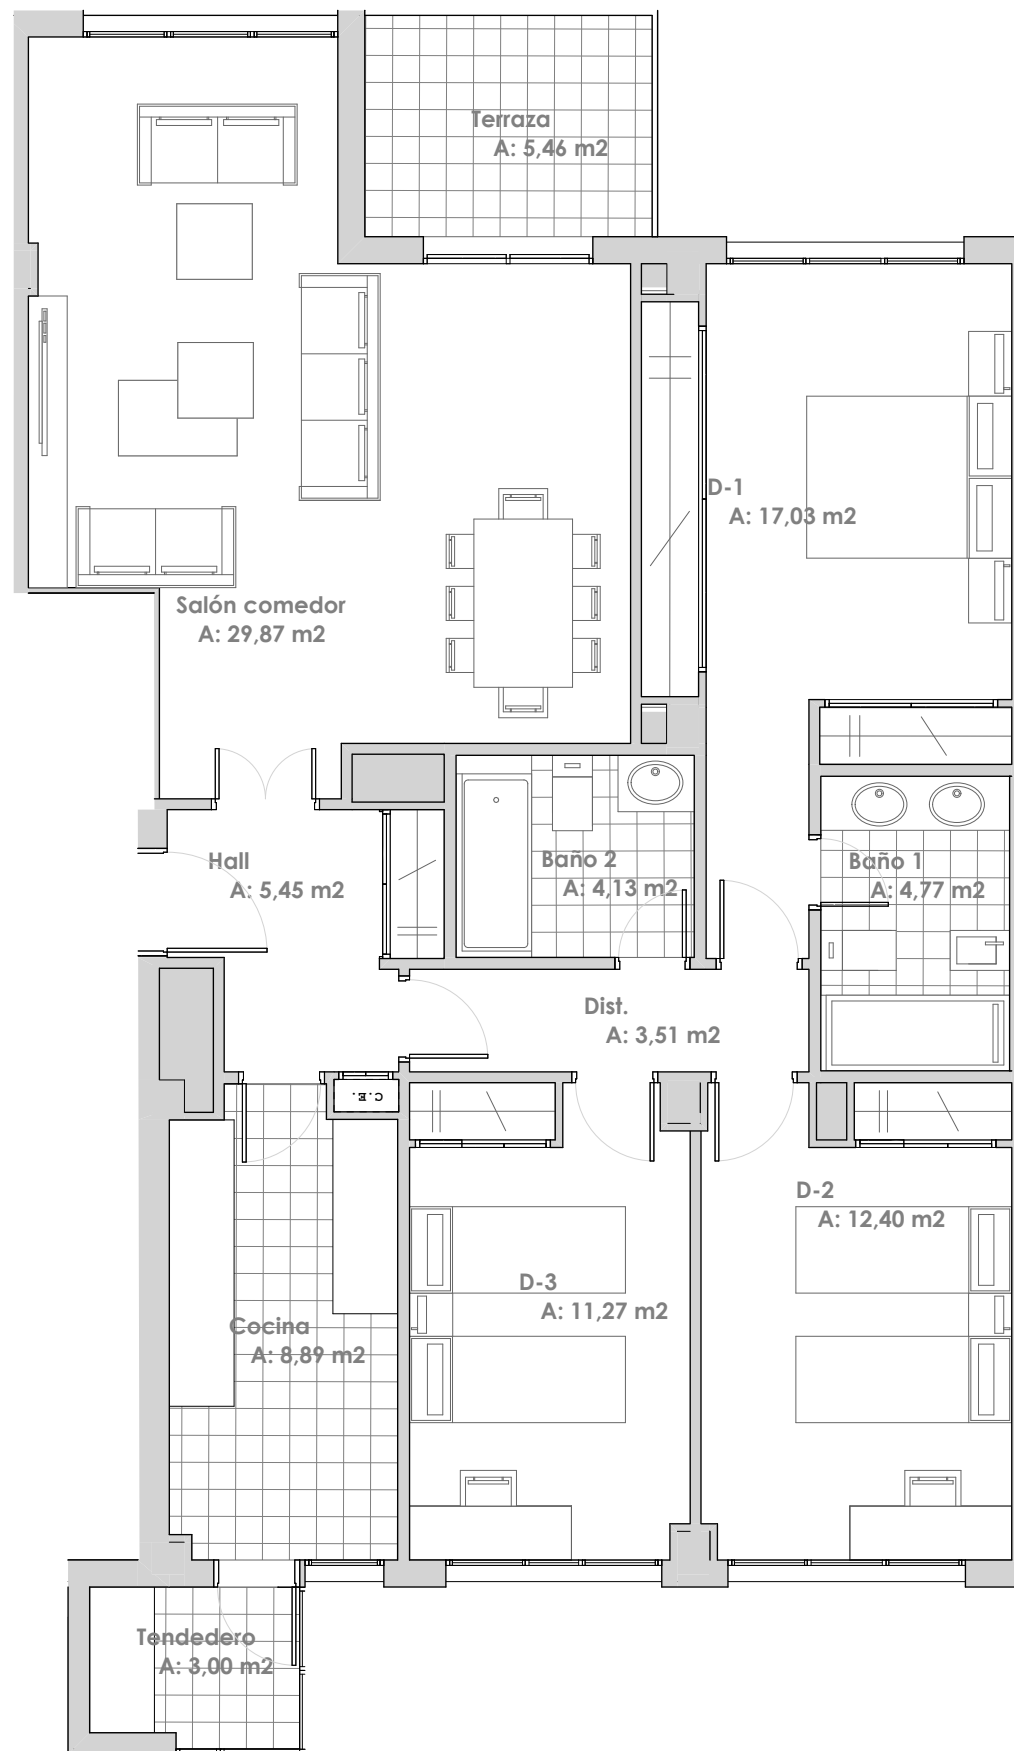 Terraza
A: 5,46 m2
D-1
A: 17,03 m2
Salón comedor
A: 29,87 m2
Hall
A: 5,45 m2
Baño 2
A: 4,13 m2
Baño 1
A: 4,77 m2
Dist.
A: 3,51 m2
C.E.
D-2
A: 12,40 m2
D-3
A: 11,27 m2
Cocina
A: 8,89 m2
Tendedero
A: 3,00 m2